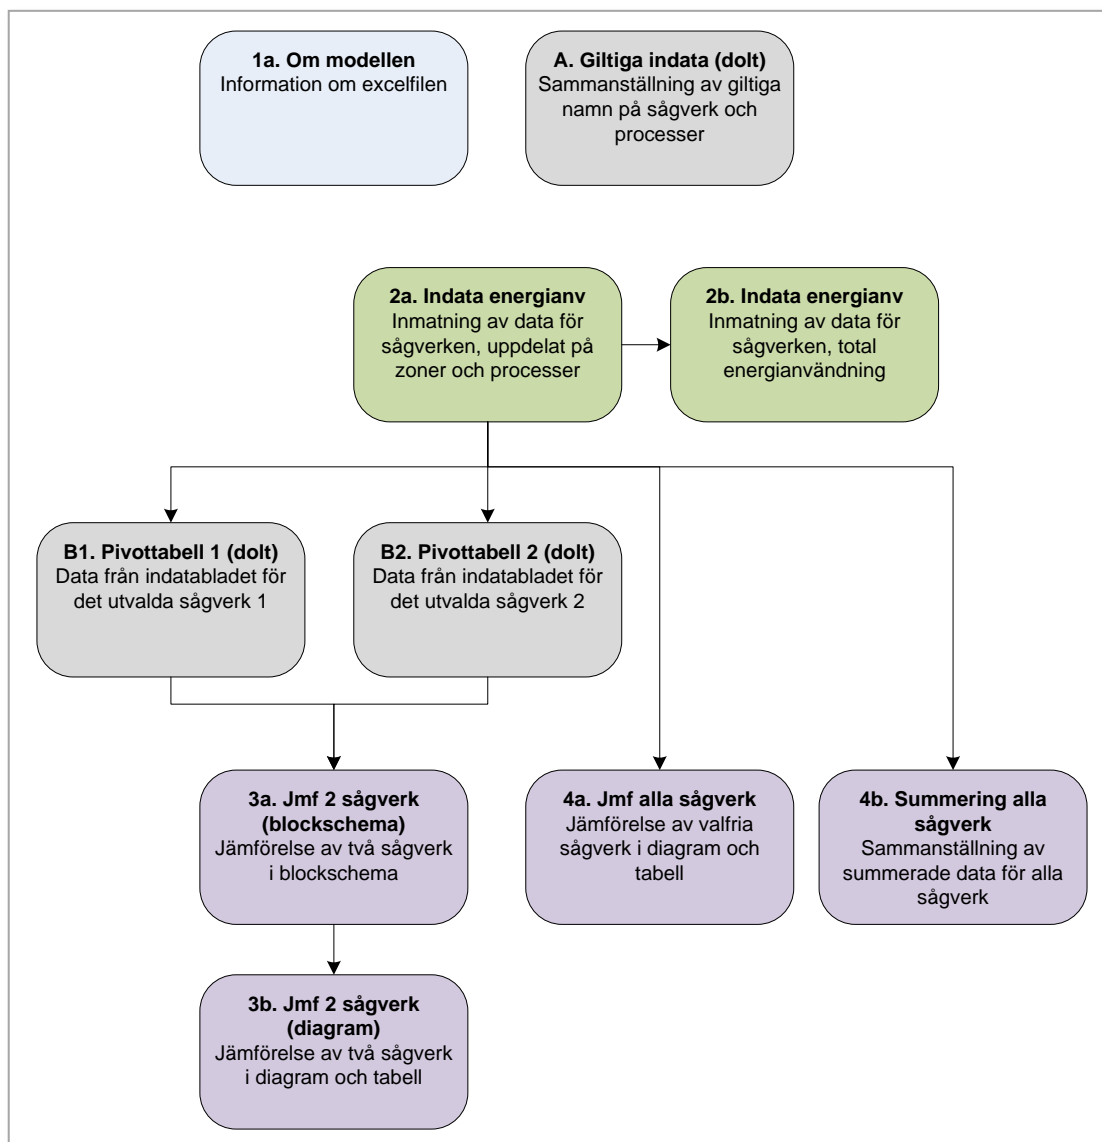 1a. Om modellen
Information om excelfilen
A. Giltiga indata (dolt)
Sammanställning av giltiga
namn på sågverk och
processer
2a. Indata energianv
Inmatning av data för
sågverken, uppdelat på
zoner och processer
2b. Indata energianv
Inmatning av data för
sågverken, total
energianvändning
B1. Pivottabell 1 (dolt)
Data från indatabladet för
det utvalda sågverk 1
B2. Pivottabell 2 (dolt)
Data från indatabladet för
det utvalda sågverk 2
3a. Jmf 2 sågverk
(blockschema)
Jämförelse av två sågverk
i blockschema
4a. Jmf alla sågverk
Jämförelse av valfria
sågverk i diagram och
tabell
4b. Summering alla
sågverk
Sammanställning av
summerade data för alla
sågverk
3b. Jmf 2 sågverk
(diagram)
Jämförelse av två sågverk
i diagram och tabell